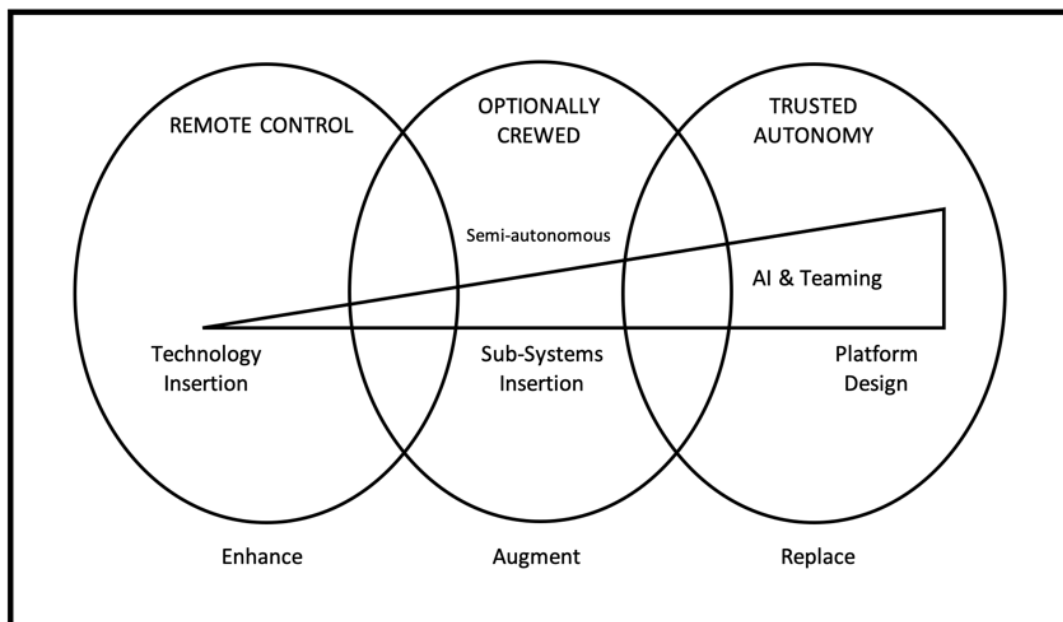 REMOTE CONTROL
OPTIONALLY
CREWED
TRUSTED
AUTONOMY
Semi-autonomous
AI & Teaming
Technology
Insertion
Sub-Systems
Insertion
Platform
Design
Enhance
Augment
Replace